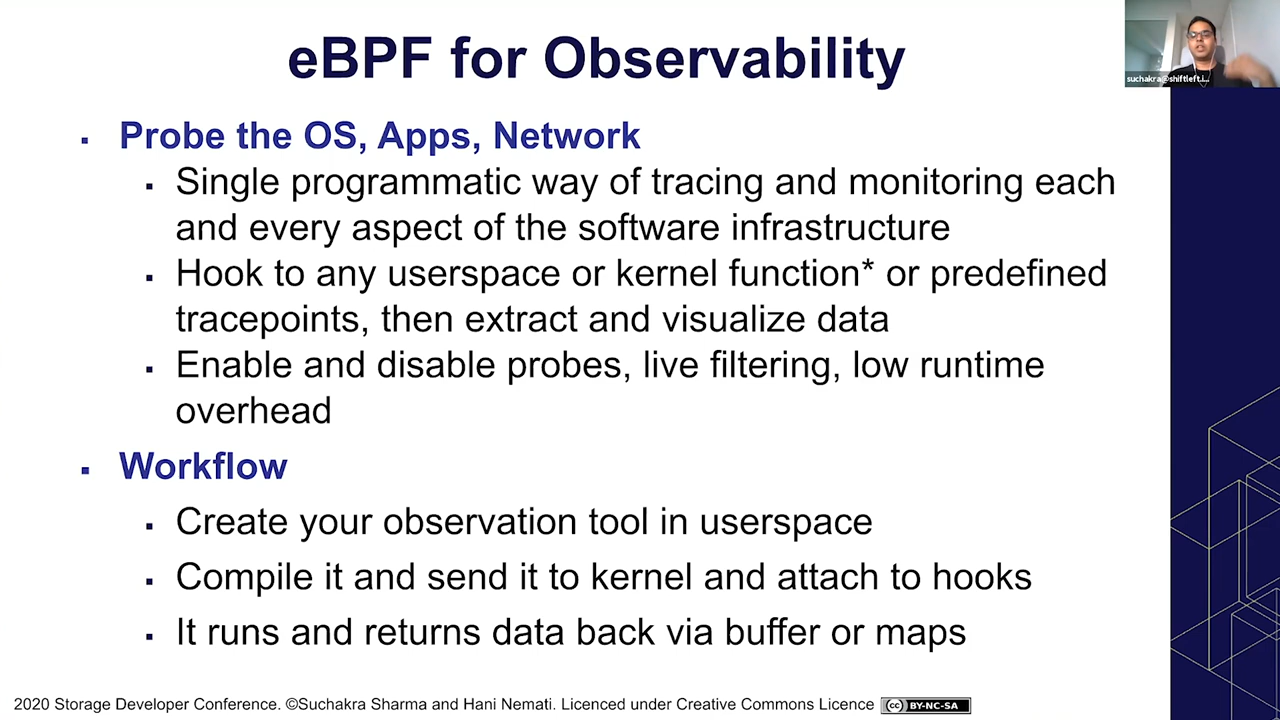 eBPF for Observability
suchakra@shiftleft.i...
▪ Probe the OS, Apps, Network
▪ Single programmatic way of tracing and monitoring each
and every aspect of the software infrastructure
▪ Hook to any userspace or kernel function* or predefined
tracepoints, then extract and visualize data
▪ Enable and disable probes, live filtering, low runtime
overhead
▪ Workflow
▪ Create your observation tool in userspace
▪ Compile it and send it to kernel and attach to hooks
▪ It runs and returns data back via buffer or maps
2020 Storage Developer Conference. ©Suchakra Sharma and Hani Nemati. Licenced under Creative Commons Licence cc BY-NC-SA